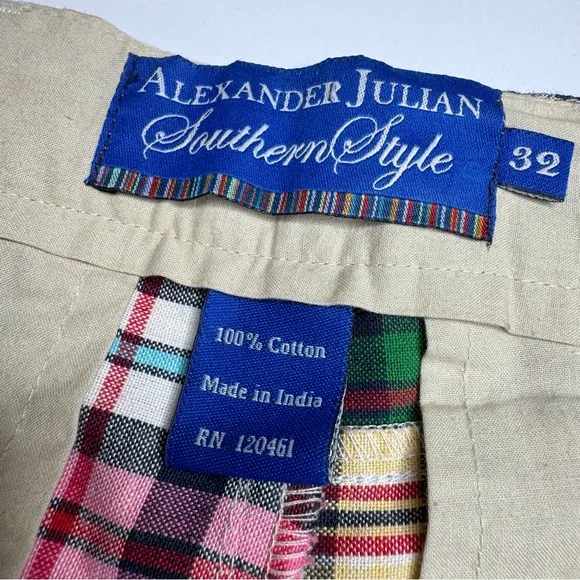 ALEXANDER JULIAN
Southern Style
32
100% Cotton
Made in India
RN 120461